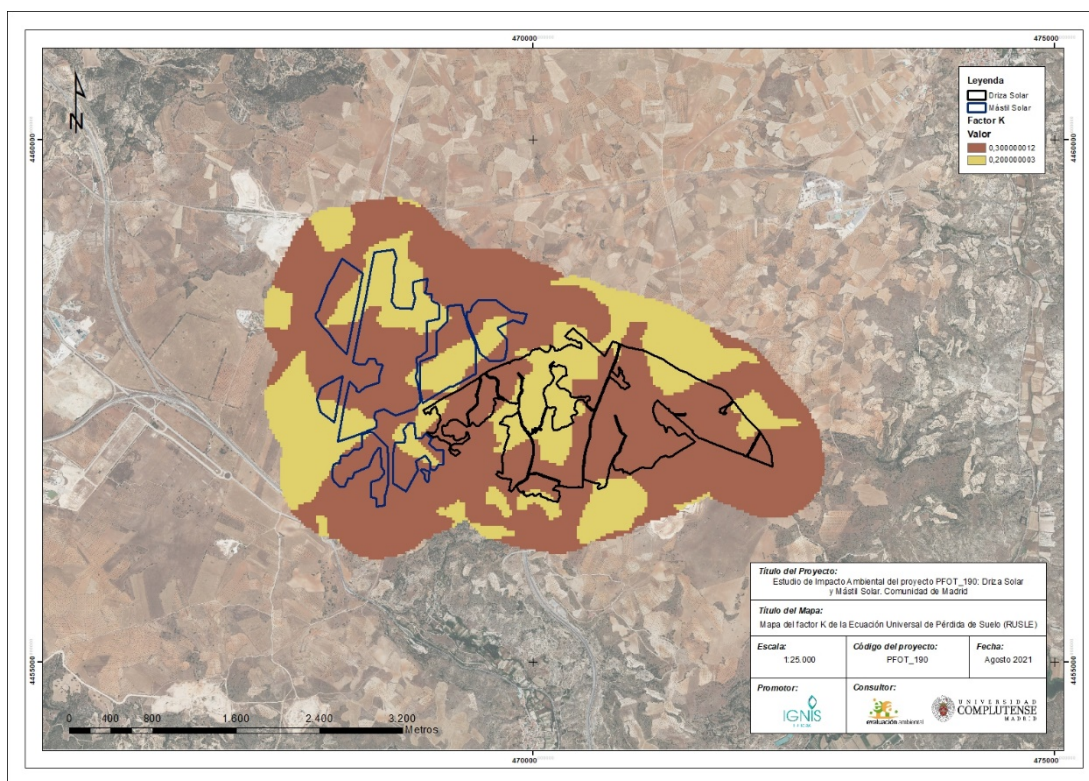 470000
475000
N
Leyenda
Driza Solar
Mástil Solar
Factor K
Valor
0,300000012
0,200000003
4460000
4460000
Título del Proyecto:
Estudio de Impacto Ambiental del proyecto PFOT_190: Driza Solar
y Mástil Solar. Comunidad de Madrid
Título del Mapa:
Mapa del factor K de la Ecuación Universal de Pérdida de Suelo (RUSLE)
Escala:
1:25.000
Código del proyecto:
PFOT_190
Fecha:
Agosto 2021
Promotor:
IGNIS
Consultor:
evaluación ambiental
UNIVERSIDAD
COMPLUTENSE
MADRID
4455000
4455000
0 400 800 1.600 2.400 3.200
Metros
470000
475000